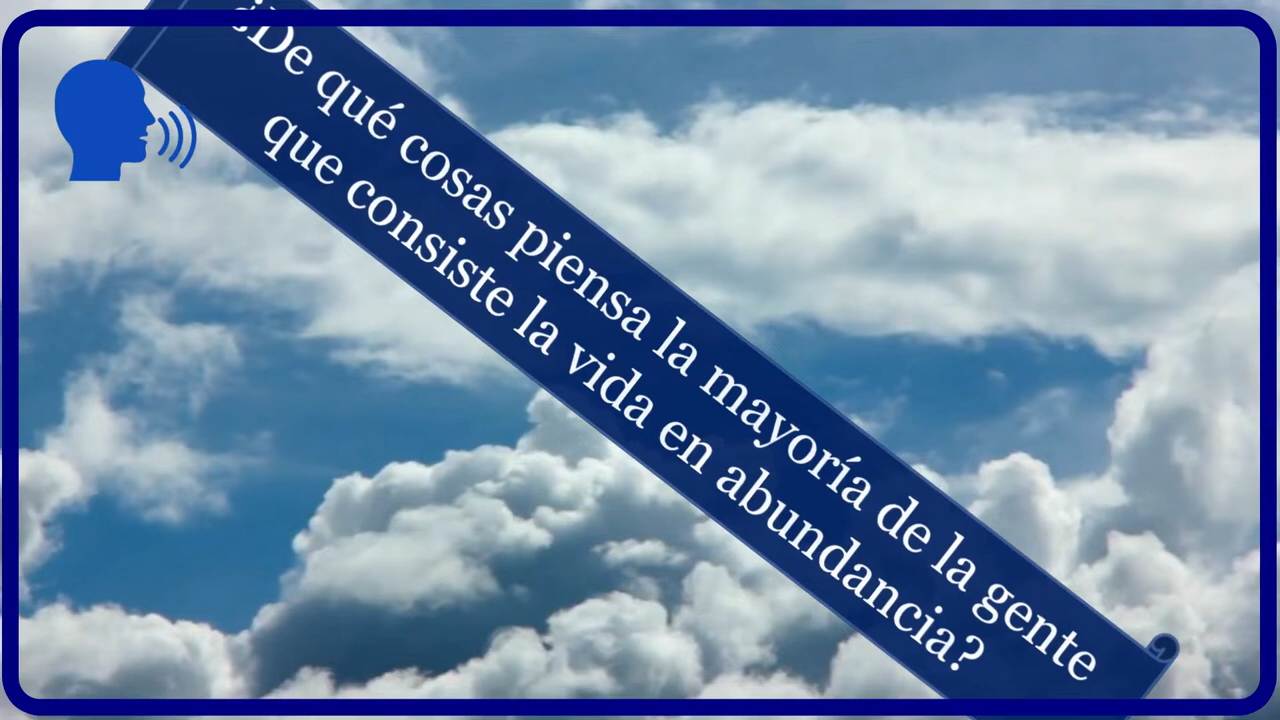 ¿De qué cosas piensa la mayoría de la gente
que consiste la vida en abundancia?